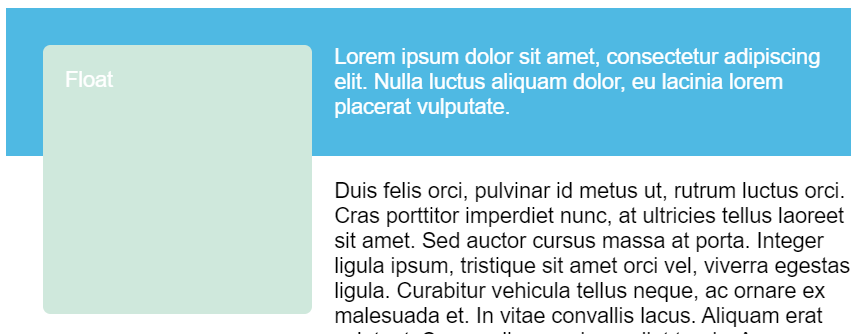 Float
Lorem ipsum dolor sit amet, consectetur adipiscing
elit. Nulla luctus aliquam dolor, eu lacinia lorem
placerat vulputate.
Duis felis orci, pulvinar id metus ut, rutrum luctus orci.
Cras porttitor imperdiet nunc, at ultricies tellus laoreet
sit amet. Sed auctor cursus massa at porta. Integer
ligula ipsum, tristique sit amet orci vel, viverra egestas
ligula. Curabitur vehicula tellus neque, ac ornare ex
malesuada et. In vitae convallis lacus. Aliquam erat